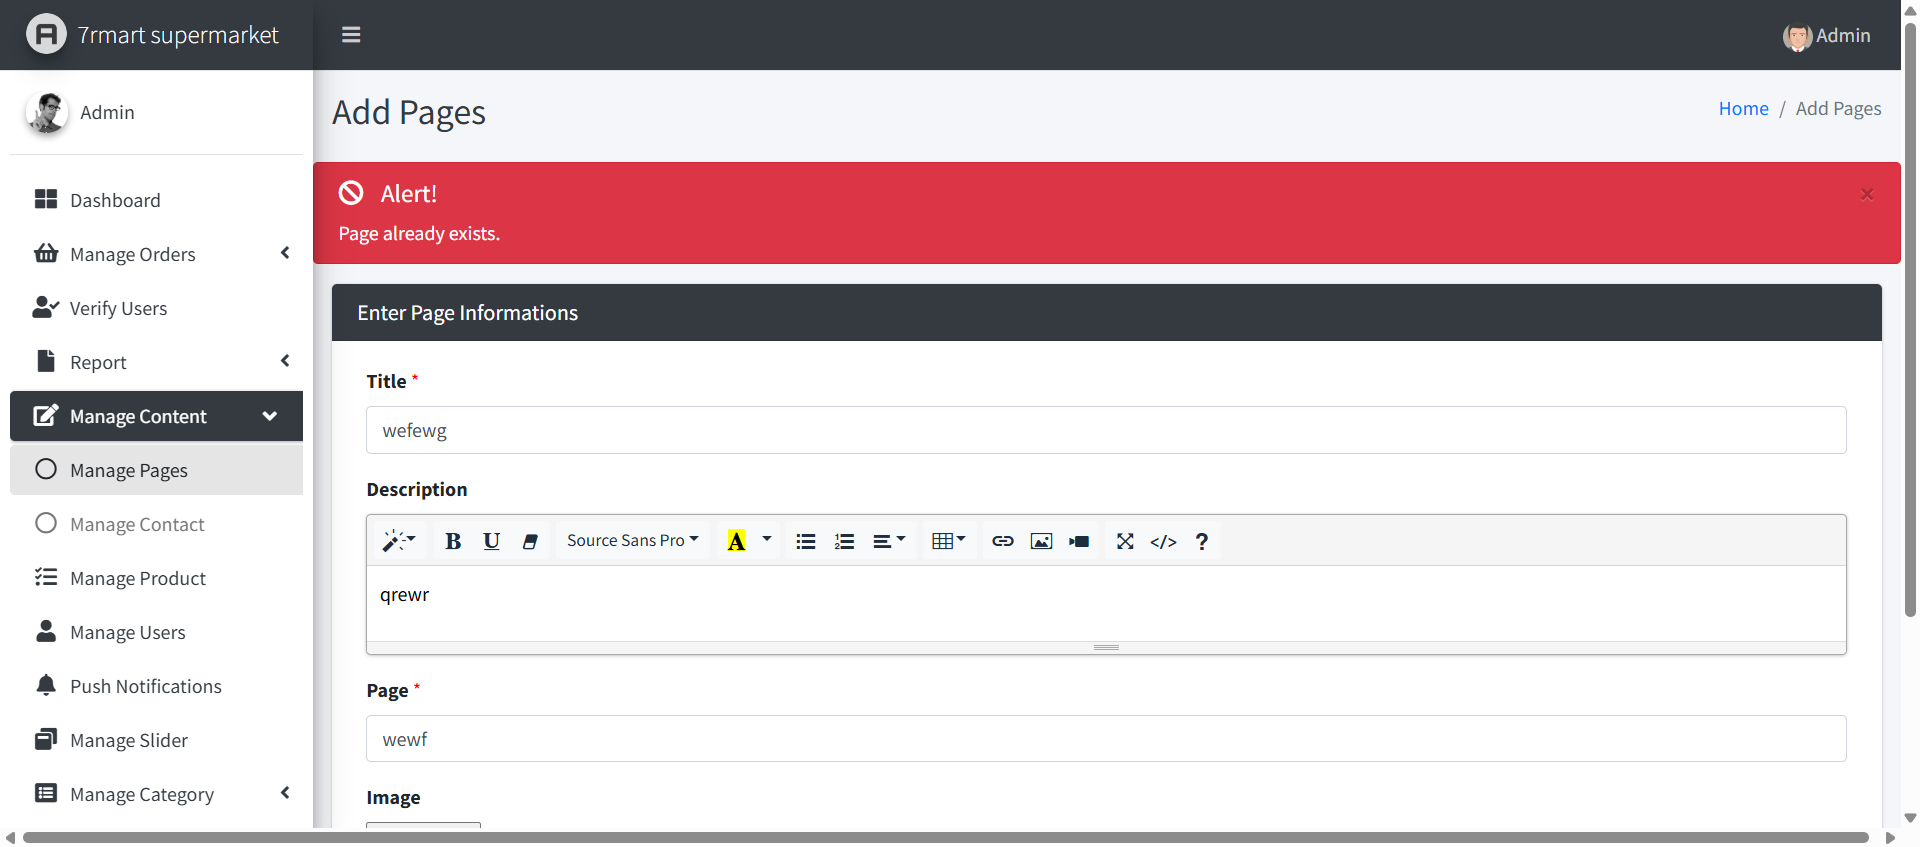 7rmart supermarket
Admin
Admin
Add Pages
Home / Add Pages
Dashboard
Manage Orders
Verify Users
Report
Manage Content
Manage Pages
Manage Contact
Manage Product
Manage Users
Push Notifications
Manage Slider
Manage Category
Alert!
×
Page already exists.
Enter Page Informations
Title *
wefewg
Description
B U Source Sans Pro A </> ?
qrewr
Page *
wewf
Image